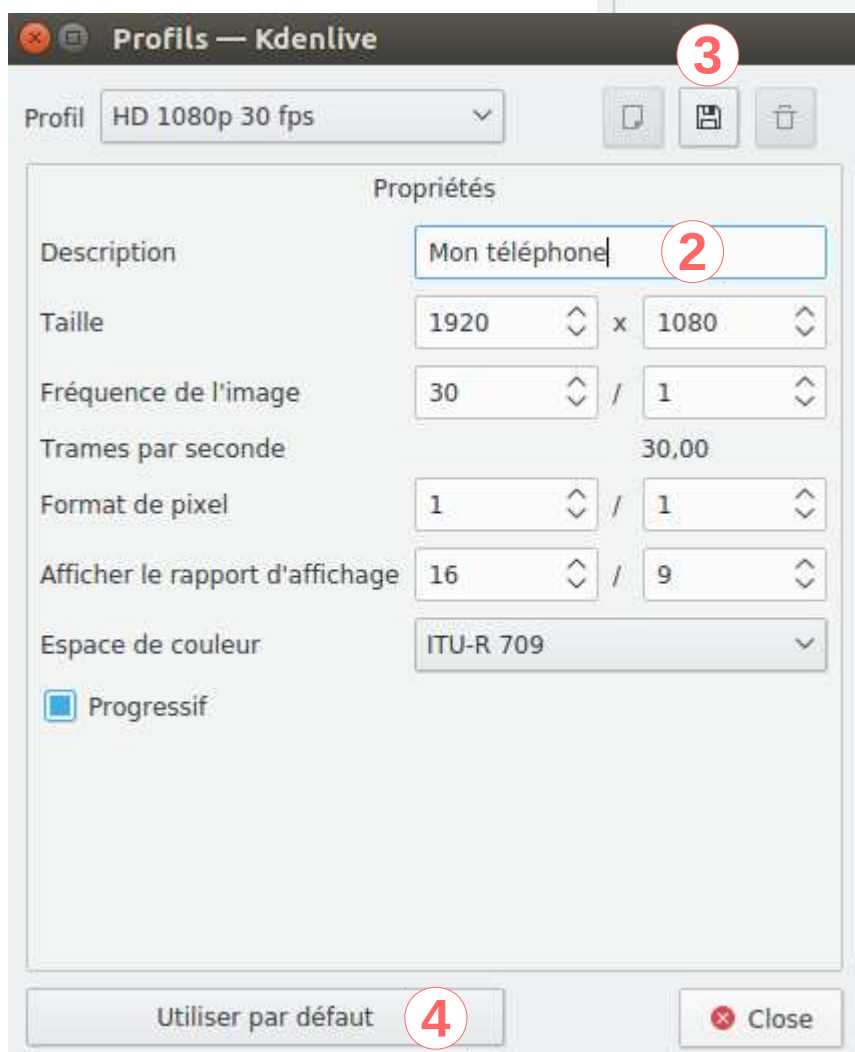 Profils — Kdenlive
3
Profil HD 1080p 30 fps
Propriétés
Description Mon téléphone 2
Taille 1920 x 1080
Fréquence de l'image 30 / 1
Trames par seconde 30,00
Format de pixel 1 / 1
Afficher le rapport d'affichage 16 / 9
Espace de couleur ITU-R 709
Progressif
Utiliser par défaut 4 Close